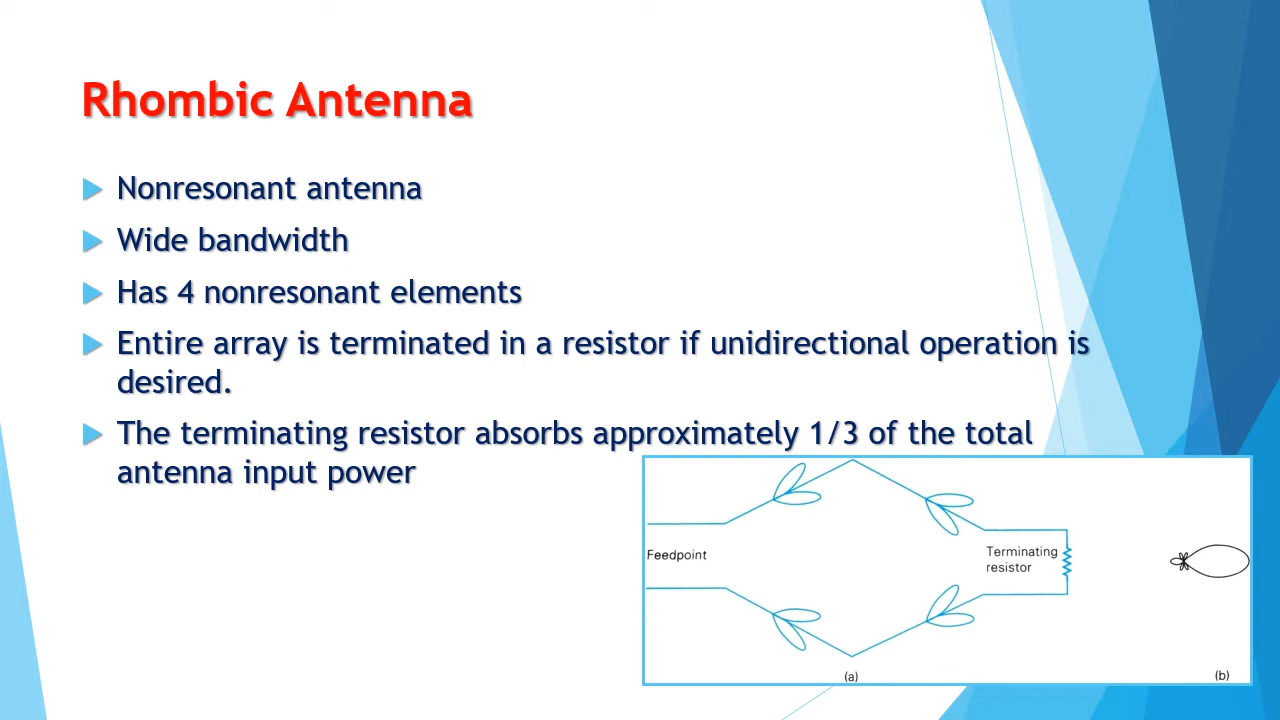 Rhombic Antenna
Nonresonant antenna
Wide bandwidth
Has 4 nonresonant elements
Entire array is terminated in a resistor if unidirectional operation is
desired.
The terminating resistor absorbs approximately 1/3 of the total
antenna input power
Feedpoint
Terminating
resistor
(a)
(b)